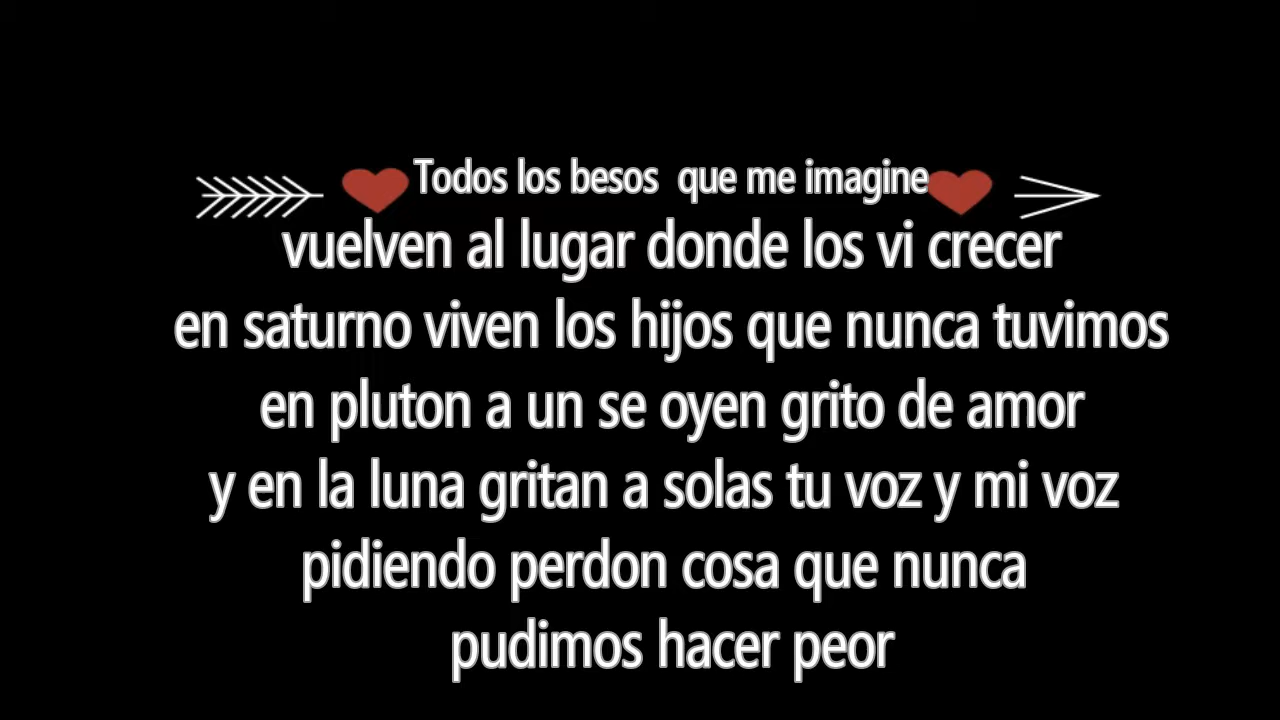 Todos los besos que me imagine
vuelven al lugar donde los vi crecer
en saturno viven los hijos que nunca tuvimos
en pluton a un se oyen grito de amor
y en la luna gritan a solas tu voz y mi voz
pidiendo perdon cosa que nunca
pudimos hacer peor